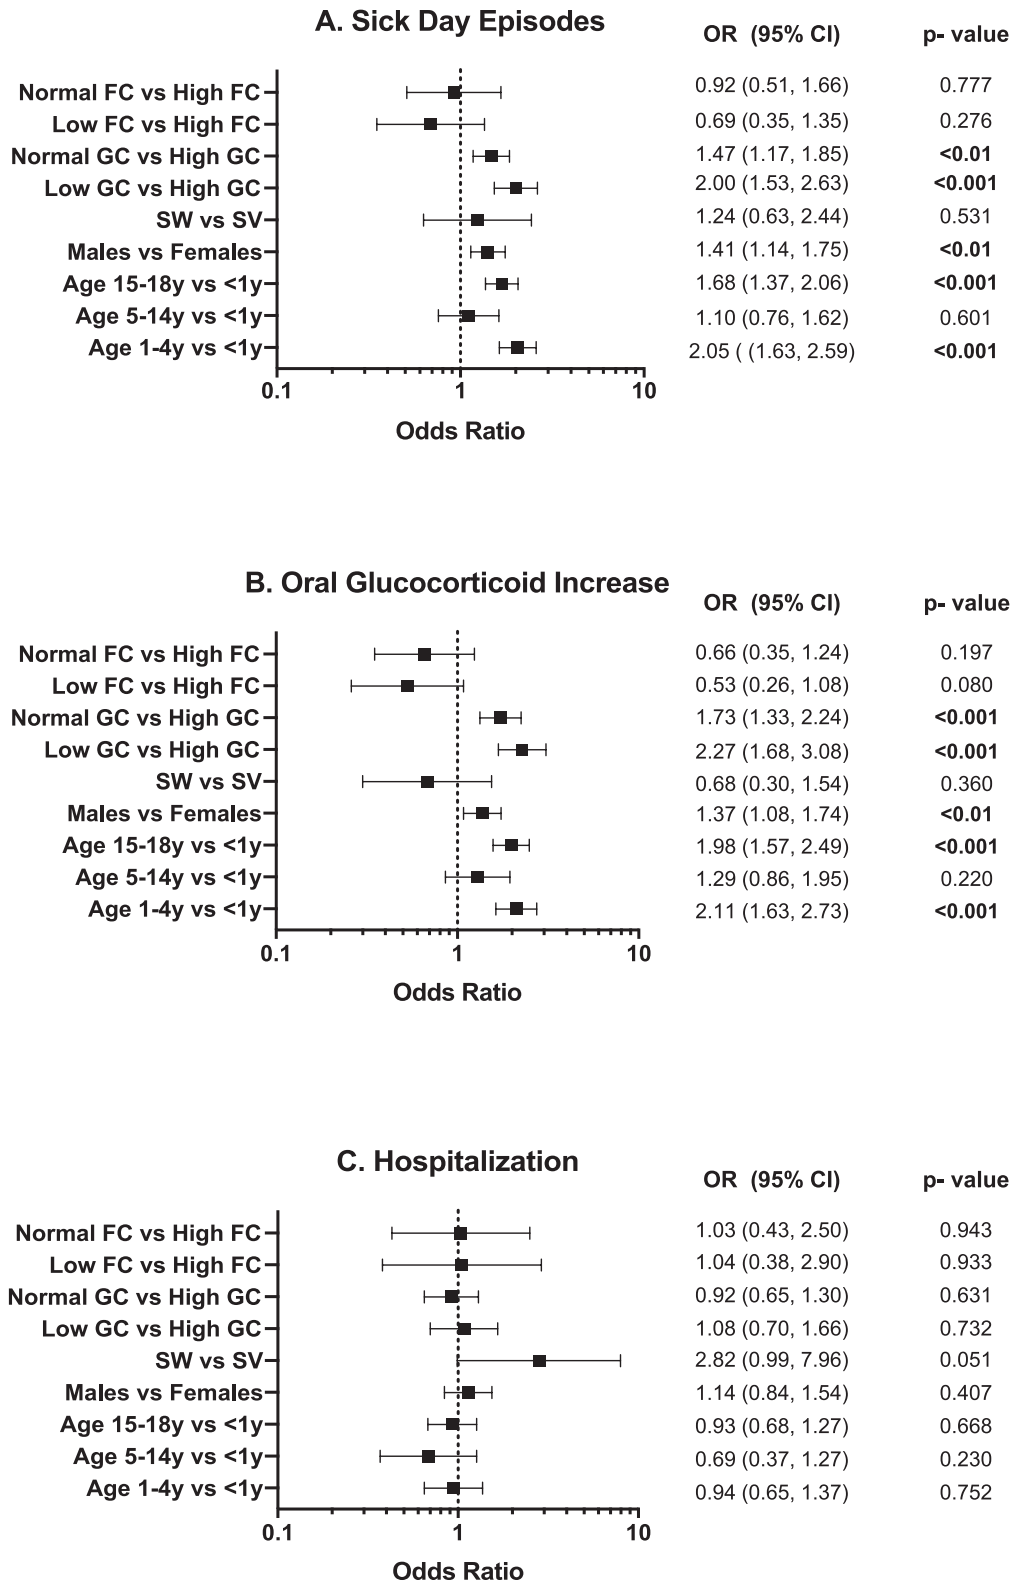 A. Sick Day Episodes
OR (95% CI) p- value
Normal FC vs High FC 0.92 (0.51, 1.66) 0.777
Low FC vs High FC 0.69 (0.35, 1.35) 0.276
Normal GC vs High GC 1.47 (1.17, 1.85) <0.01
Low GC vs High GC 2.00 (1.53, 2.63) <0.001
SW vs SV 1.24 (0.63, 2.44) 0.531
Males vs Females 1.41 (1.14, 1.75) <0.01
Age 15-18y vs <1y 1.68 (1.37, 2.06) <0.001
Age 5-14y vs <1y 1.10 (0.76, 1.62) 0.601
Age 1-4y vs <1y 2.05 ( (1.63, 2.59) <0.001
0.1 1 10
Odds Ratio
B. Oral Glucocorticoid Increase
OR (95% CI) p- value
Normal FC vs High FC 0.66 (0.35, 1.24) 0.197
Low FC vs High FC 0.53 (0.26, 1.08) 0.080
Normal GC vs High GC 1.73 (1.33, 2.24) <0.001
Low GC vs High GC 2.27 (1.68, 3.08) <0.001
SW vs SV 0.68 (0.30, 1.54) 0.360
Males vs Females 1.37 (1.08, 1.74) <0.01
Age 15-18y vs <1y 1.98 (1.57, 2.49) <0.001
Age 5-14y vs <1y 1.29 (0.86, 1.95) 0.220
Age 1-4y vs <1y 2.11 (1.63, 2.73) <0.001
0.1 1 10
Odds Ratio
C. Hospitalization
OR (95% CI) p- value
Normal FC vs High FC 1.03 (0.43, 2.50) 0.943
Low FC vs High FC 1.04 (0.38, 2.90) 0.933
Normal GC vs High GC 0.92 (0.65, 1.30) 0.631
Low GC vs High GC 1.08 (0.70, 1.66) 0.732
SW vs SV 2.82 (0.99, 7.96) 0.051
Males vs Females 1.14 (0.84, 1.54) 0.407
Age 15-18y vs <1y 0.93 (0.68, 1.27) 0.668
Age 5-14y vs <1y 0.69 (0.37, 1.27) 0.230
Age 1-4y vs <1y 0.94 (0.65, 1.37) 0.752
0.1 1 10
Odds Ratio